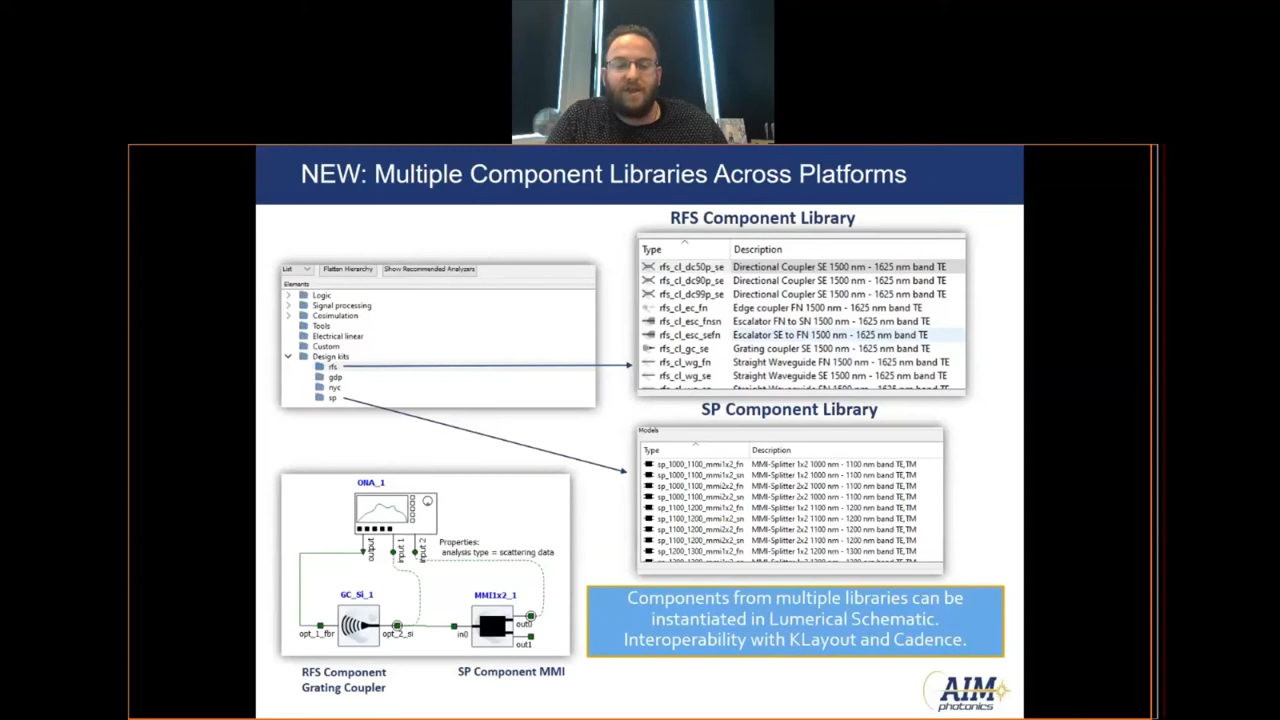 NEW: Multiple Component Libraries Across Platforms
RFS Component Library
List
Flatten Hierarchy
Show Recommended Analyzers
Elements
Logic
Signal processing
Cosimulation
Tools
Electrical linear
Custom
Design kits
rfs
gdp
nyc
sp
Type Description
rfs_cl_dc50p_se Directional Coupler SE 1500 nm - 1625 nm band TE
rfs_cl_dc90p_se Directional Coupler SE 1500 nm - 1625 nm band TE
rfs_cl_dc99p_se Directional Coupler SE 1500 nm - 1625 nm band TE
rfs_cl_ec_fn Edge coupler FN 1500 nm - 1625 nm band TE
rfs_cl_esc_fnsn Escalator FN to SN 1500 nm - 1625 nm band TE
rfs_cl_esc_sefn Escalator SE to FN 1500 nm - 1625 nm band TE
rfs_cl_gc_se Grating coupler SE 1500 nm - 1625 nm band TE
rfs_cl_wg_fn Straight Waveguide FN 1500 nm - 1625 nm band TE
rfs_cl_wg_se Straight Waveguide SE 1500 nm - 1625 nm band TE
Straight Waveguide 1500 nm - 1625 nm band TE
SP Component Library
Models
Type Description
sp_1000_1100_mmi1x2_fn MMI-Splitter 1x2 1000 nm - 1100 nm band TE,TM
sp_1000_1100_mmi1x2_sn MMI-Splitter 1x2 1000 nm - 1100 nm band TE,TM
sp_1000_1100_mmi2x2_fn MMI-Splitter 2x2 1000 nm - 1100 nm band TE,TM
sp_1000_1100_mmi2x2_sn MMI-Splitter 2x2 1000 nm - 1100 nm band TE,TM
sp_1100_1200_mmi1x2_fn MMI-Splitter 1x2 1100 nm - 1200 nm band TE,TM
sp_1100_1200_mmi1x2_sn MMI-Splitter 1x2 1100 nm - 1200 nm band TE,TM
sp_1100_1200_mmi2x2_fn MMI-Splitter 2x2 1100 nm - 1200 nm band TE,TM
sp_1100_1200_mmi2x2_sn MMI-Splitter 2x2 1100 nm - 1200 nm band TE,TM
sp_1200_1300_mmi1x2_fn MMI-Splitter 1x2 1200 nm - 1300 nm band TE,TM
ONA_1
output
input 1
input 2
Properties:
analysis type = scattering data
GC_Si_1
MMI1x2_1
opt_1_fbr
opt_2_si
in0
out0
out1
RFS Component
Grating Coupler
SP Component MMI
Components from multiple libraries can be
instantiated in Lumerical Schematic.
Interoperability with KLayout and Cadence.
AIM
photonics